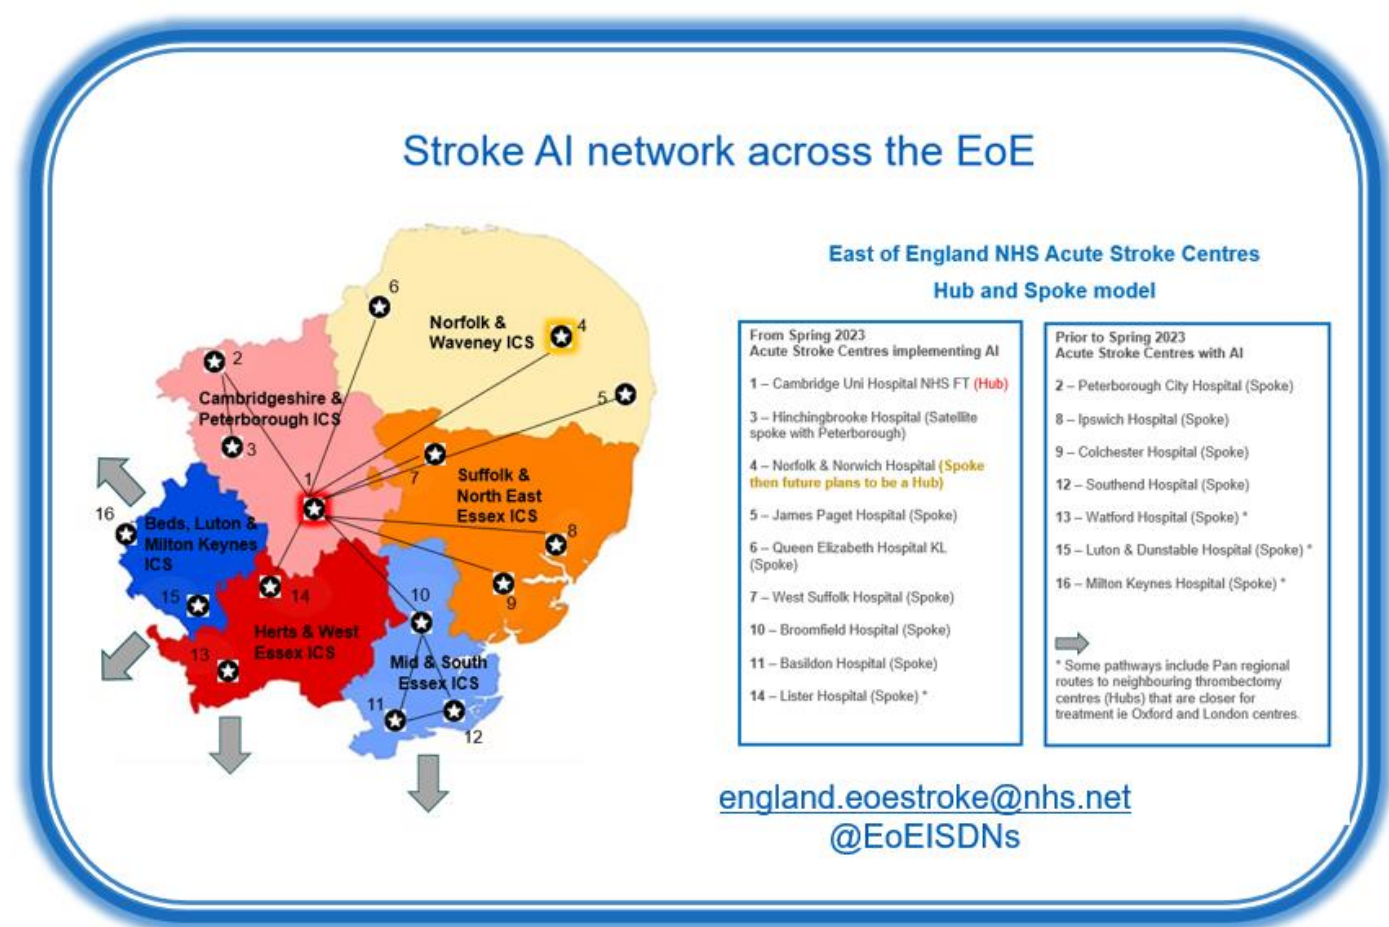 Stroke AI network across the EoE
6
Norfolk &
Waveney ICS
4
2
5
Cambridgeshire &
Peterborough ICS
3
1
7
Suffolk &
North East
Essex ICS
16
Beds, Luton &
Milton Keynes
ICS
8
15
14
10
9
Herts & West
Essex ICS
13
Mid & South
Essex ICS
11
12
East of England NHS Acute Stroke Centres
Hub and Spoke model
From Spring 2023
Acute Stroke Centres implementing AI
1 – Cambridge Uni Hospital NHS FT (Hub)
3 – Hinchingbrooke Hospital (Satellite
spoke with Peterborough)
4 – Norfolk & Norwich Hospital (Spoke
then future plans to be a Hub)
5 – James Paget Hospital (Spoke)
6 – Queen Elizabeth Hospital KL
(Spoke)
7 – West Suffolk Hospital (Spoke)
10 – Broomfield Hospital (Spoke)
11 – Basildon Hospital (Spoke)
14 – Lister Hospital (Spoke) *
Prior to Spring 2023
Acute Stroke Centres with AI
2 – Peterborough City Hospital (Spoke)
8 – Ipswich Hospital (Spoke)
9 – Colchester Hospital (Spoke)
12 – Southend Hospital (Spoke)
13 – Watford Hospital (Spoke) *
15 – Luton & Dunstable Hospital (Spoke) *
16 – Milton Keynes Hospital (Spoke) *
* Some pathways include Pan regional
routes to neighbouring thrombectomy
centres (Hubs) that are closer for
treatment ie Oxford and London centres.
england.eoestroke@nhs.net
@EoEISDNs